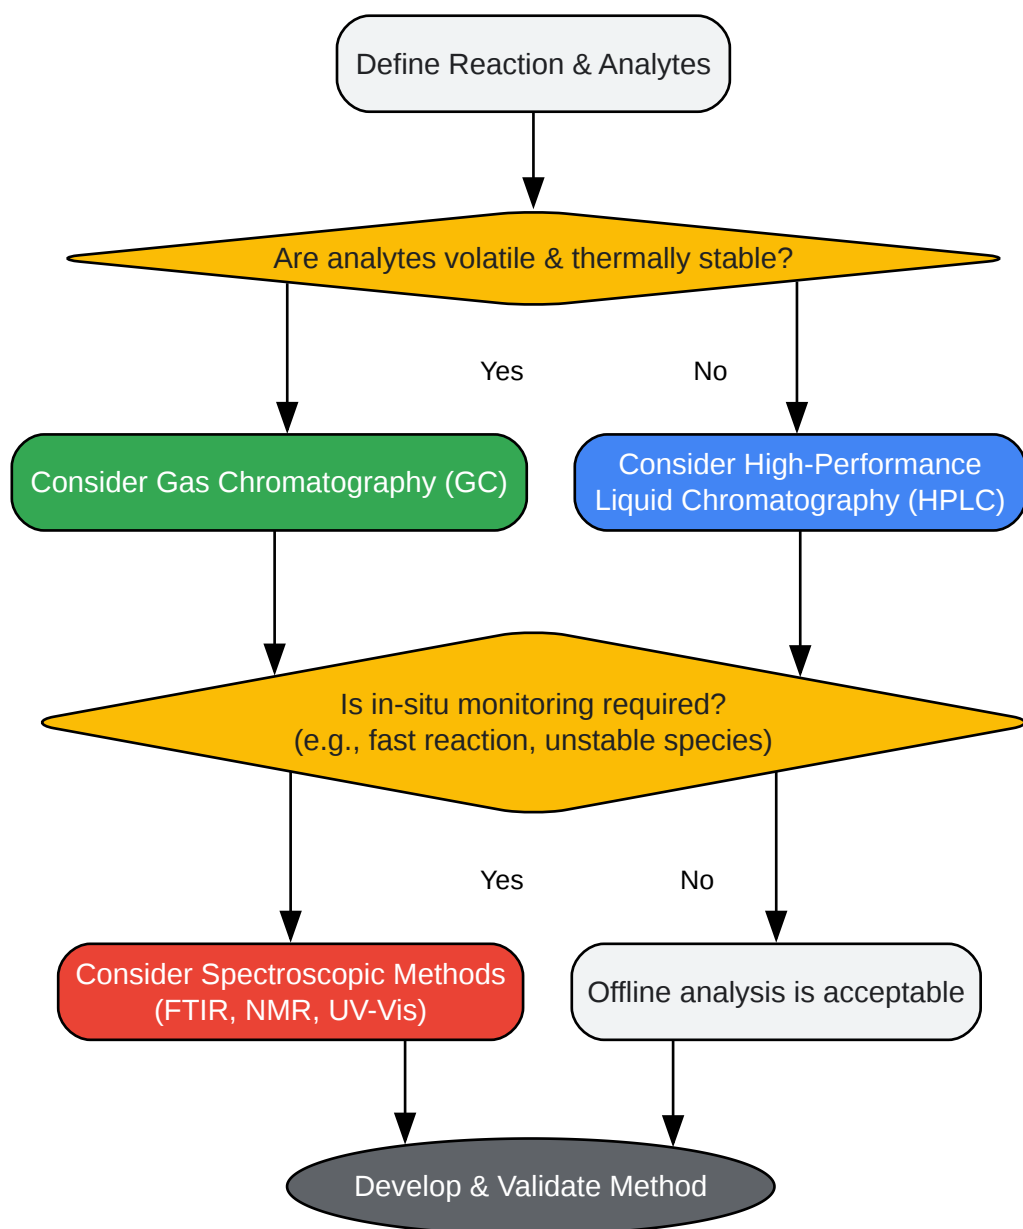 Define Reaction & Analytes
Are analytes volatile & thermally stable?
Yes
No
Consider Gas Chromatography (GC)
Consider High-Performance
Liquid Chromatography (HPLC)
Is in-situ monitoring required?
(e.g., fast reaction, unstable species)
Yes
No
Consider Spectroscopic Methods
(FTIR, NMR, UV-Vis)
Offline analysis is acceptable
Develop & Validate Method